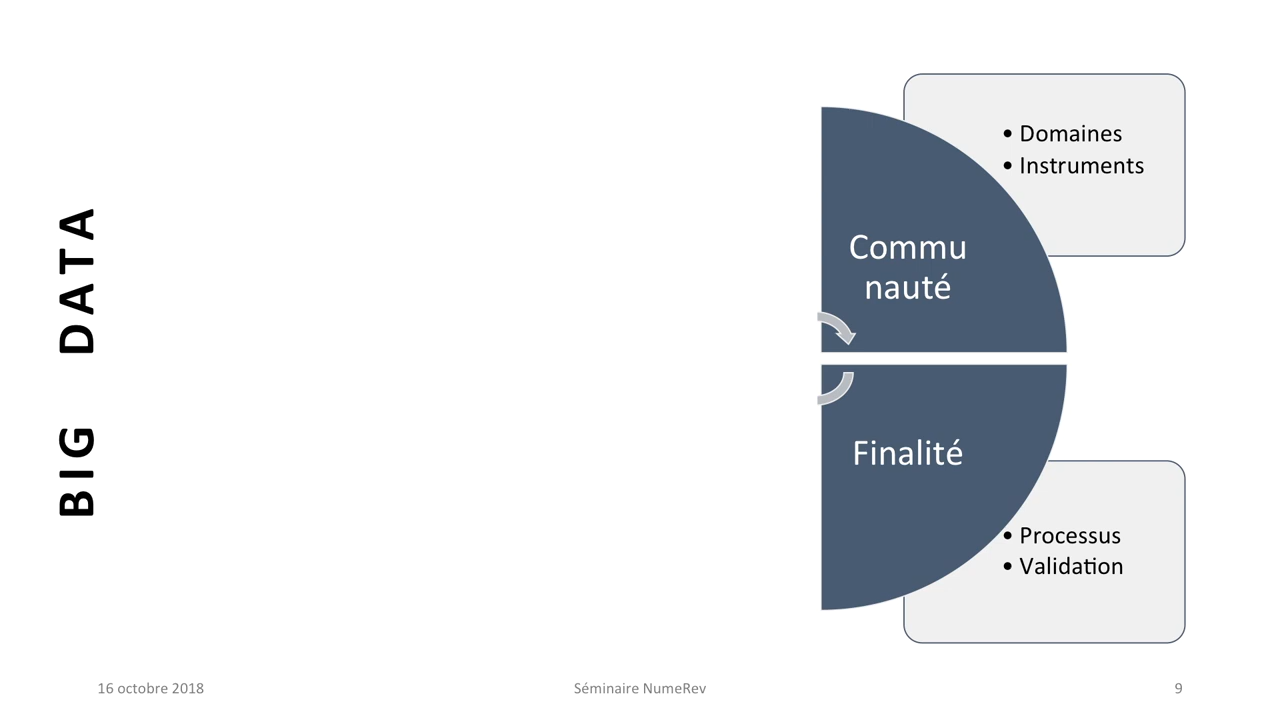 BIG DATA
• Domaines
• Instruments
Commu
nauté
Finalité
• Processus
• Validation
16 octobre 2018
Séminaire NumeRev
9